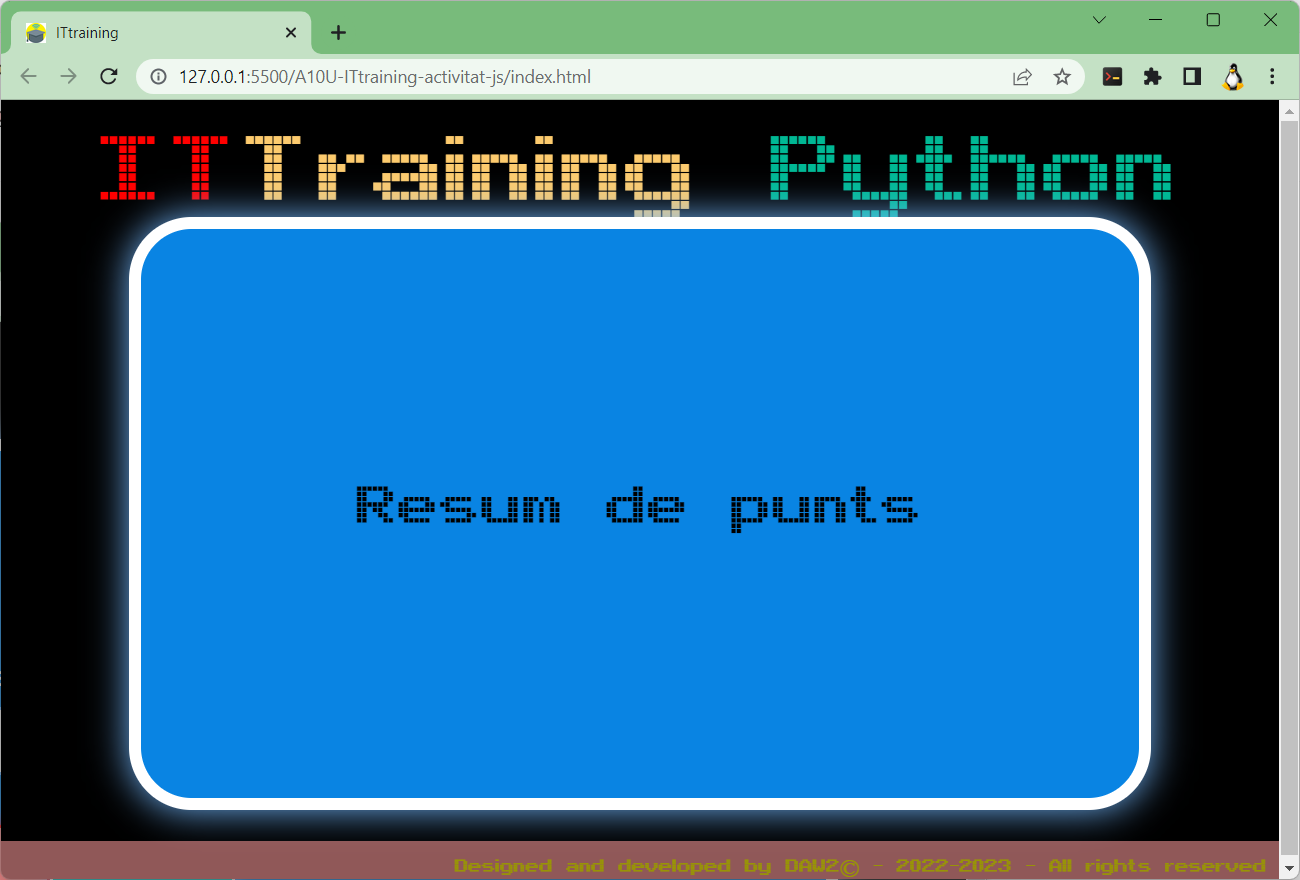 ITtraining
127.0.0.1:5500/A10U-ITtraining-activitat-js/index.html
ITTraining Python
Resum de punts
Designed and developed by DAW2© - 2022-2023 - All rights reserved